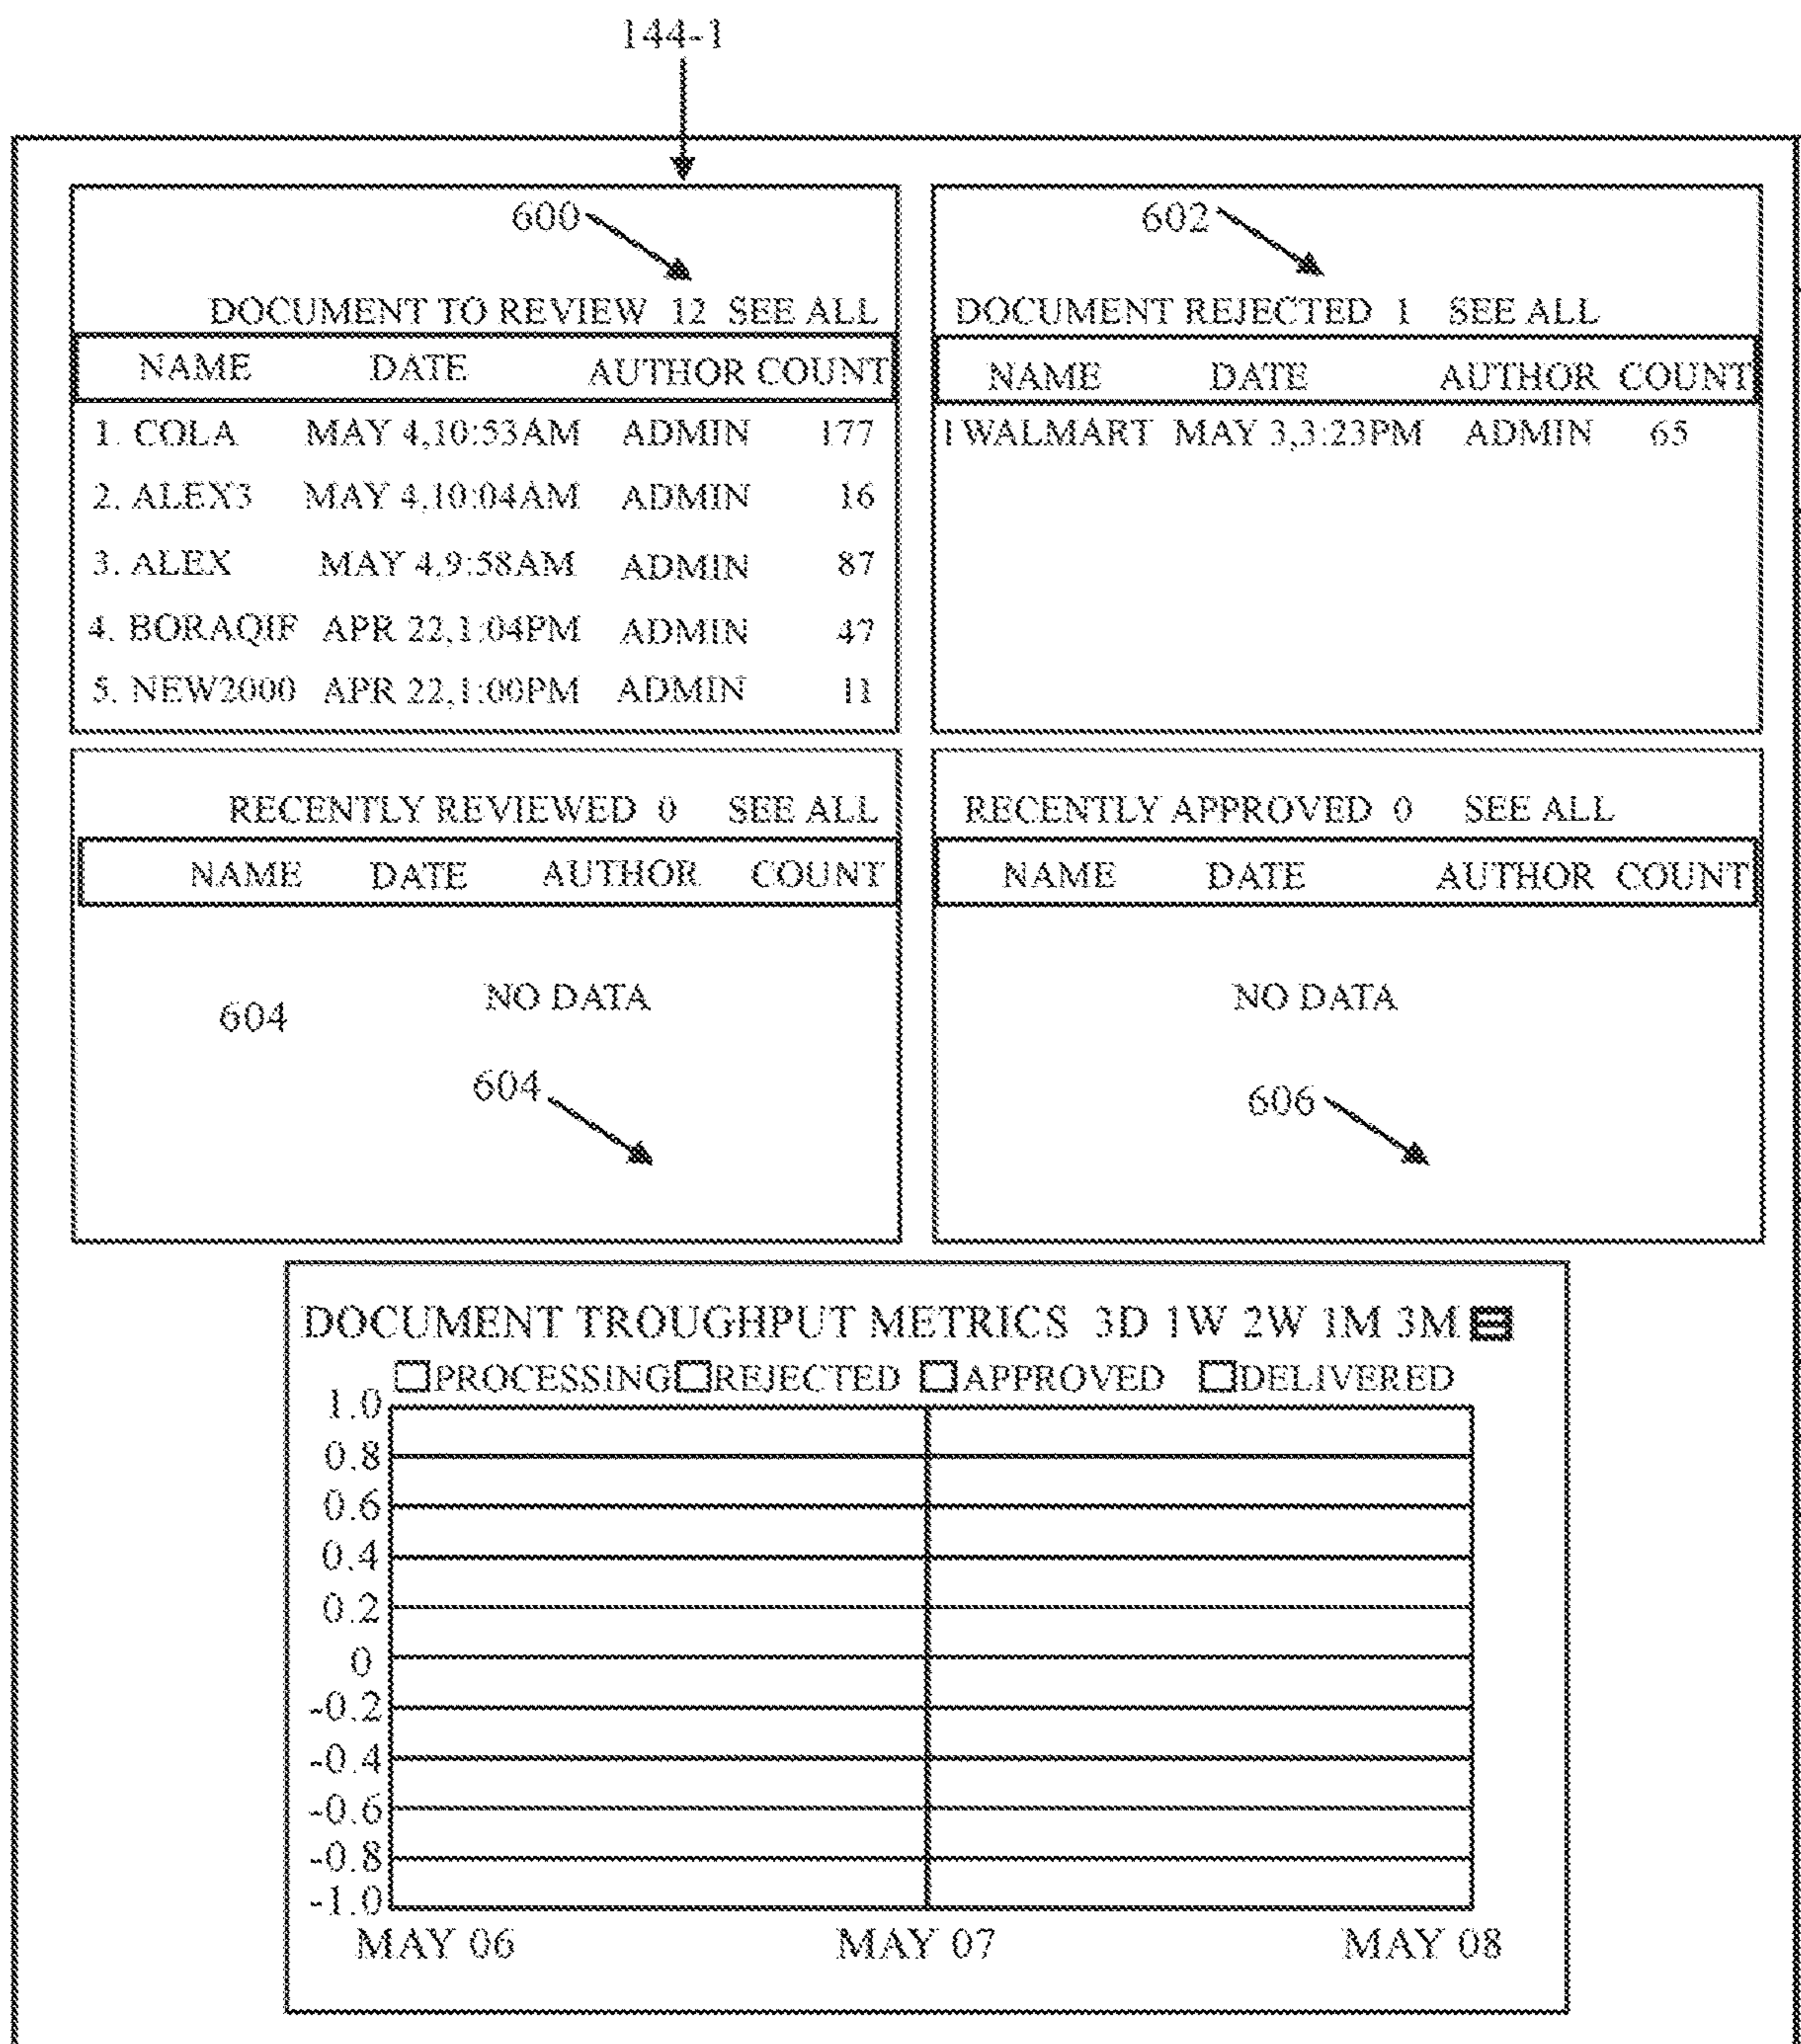 144-1
600
DOCUMENT TO REVIEW 12 SEE ALL
NAME DATE AUTHOR COUNT
1. COLA MAY 4,10:53AM ADMIN 177
2. ALEX3 MAY 4,10:04AM ADMIN 16
3. ALEX MAY 4,9:58AM ADMIN 87
4. BORAQIF APR 22,1:04PM ADMIN 47
5. NEW2000 APR 22,1:00PM ADMIN 11
602
DOCUMENT REJECTED 1 SEE ALL
NAME DATE AUTHOR COUNT
1 WALMART MAY 3,3:23PM ADMIN 65
RECENTLY REVIEWED 0 SEE ALL
NAME DATE AUTHOR COUNT
NO DATA
604
604
RECENTLY APPROVED 0 SEE ALL
NAME DATE AUTHOR COUNT
NO DATA
606
DOCUMENT TROUGHPUT METRICS 3D 1W 2W 1M 3M
PROCESSING REJECTED APPROVED DELIVERED
1.0
0.8
0.6
0.4
0.2
0
-0.2
-0.4
-0.6
-0.8
-1.0
MAY 06 MAY 07 MAY 08